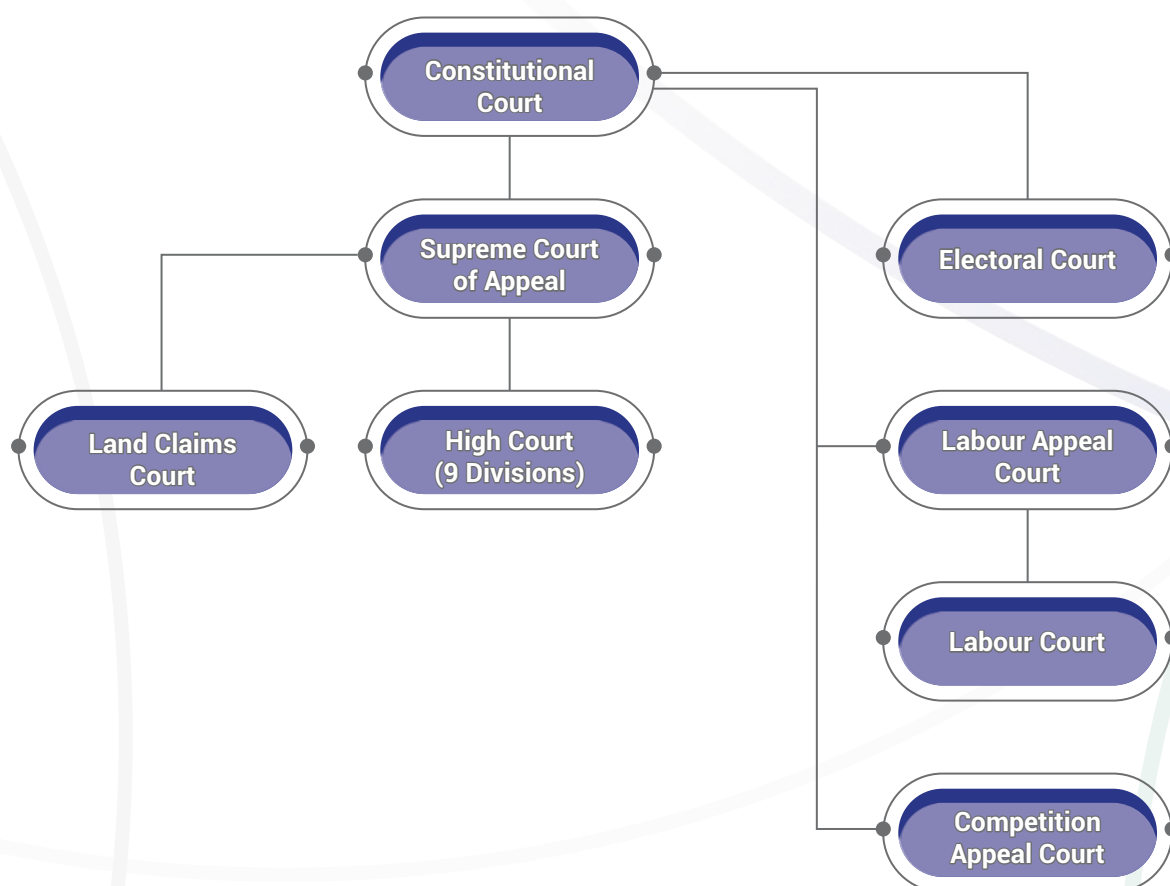 Constitutional
Court
Supreme Court
of Appeal
Electoral Court
Land Claims
Court
High Court
(9 Divisions)
Labour Appeal
Court
Labour Court
Competition
Appeal Court